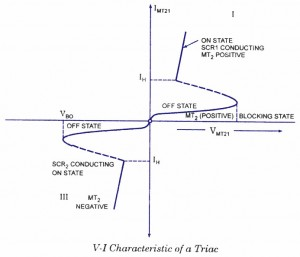 I_MT21
I
ON STATE
SCR1 CONDUCTING
MT₂ POSITIVE
I_H
V_BO
OFF STATE
OFF STATE
MT₂ (POSITIVE)
BLOCKING STATE
V_MT21
SCR₂ CONDUCTING
ON STATE
I_H
III
MT₂
NEGATIVE
V-I Characteristic of a Triac